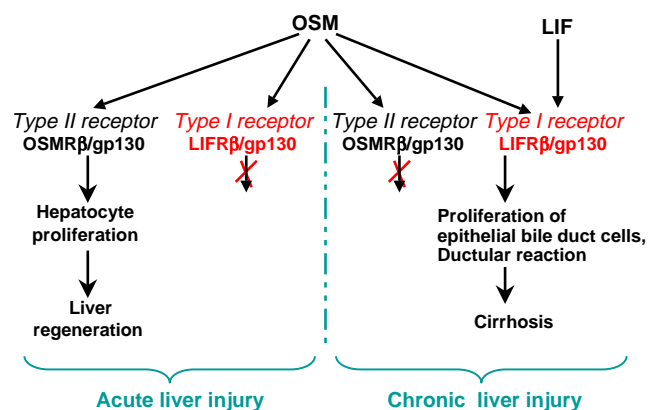 OSM
LIF
Type II receptor
OSMRβ/gp130
Type I receptor
LIFRβ/gp130
Type II receptor
OSMRβ/gp130
Type I receptor
LIFRβ/gp130
Hepatocyte
proliferation
Proliferation of
epithelial bile duct cells,
Ductular reaction
Liver
regeneration
Cirrhosis
Acute liver injury
Chronic liver injury